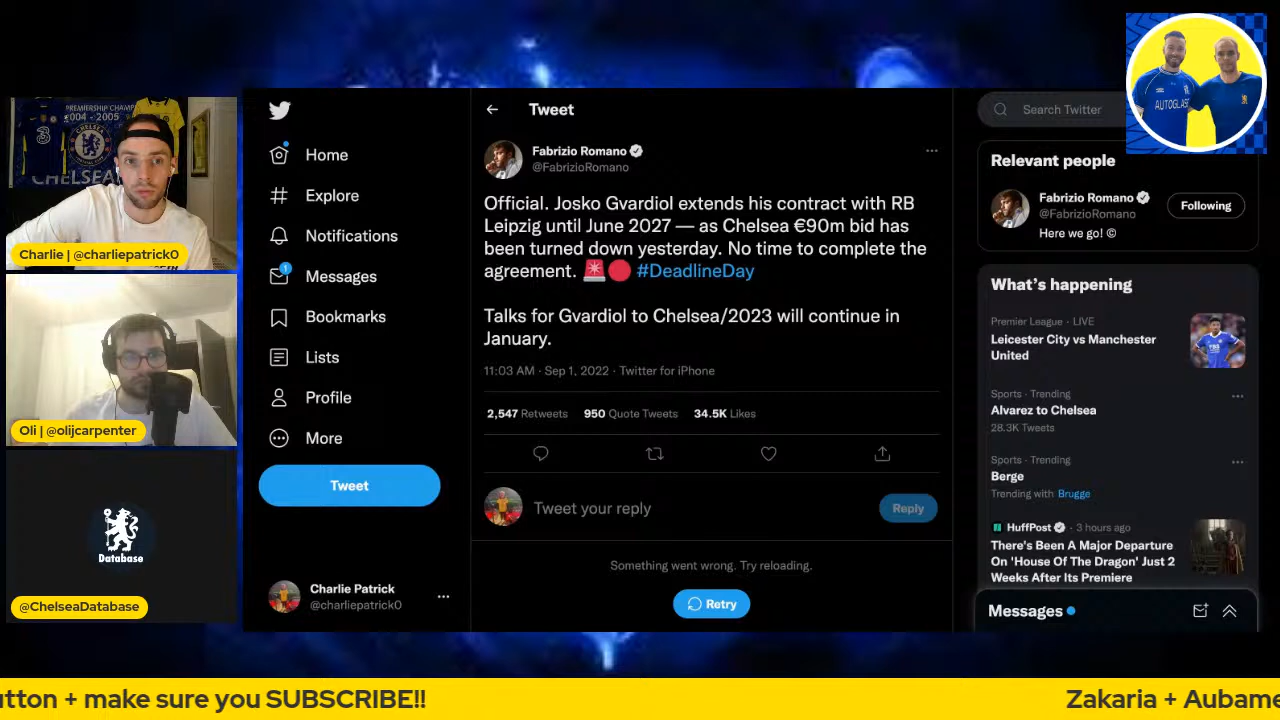 PREMIERSHIP CHAMP
2004 - 2005
CHELSEA
3
Charlie | @charliepatrick0
Oli | @olijcarpenter
Database
@ChelseaDatabase
Home
Explore
Notifications
1
Messages
Bookmarks
Lists
Profile
More
Tweet
Charlie Patrick
@charliepatrick0
Tweet
Fabrizio Romano
@FabrizioRomano
Official. Josko Gvardiol extends his contract with RB
Leipzig until June 2027 — as Chelsea €90m bid has
been turned down yesterday. No time to complete the
agreement. 🚨🔴 #DeadlineDay
Talks for Gvardiol to Chelsea/2023 will continue in
January.
11:03 AM · Sep 1, 2022 · Twitter for iPhone
2,547 Retweets 950 Quote Tweets 34.5K Likes
Tweet your reply
Reply
Something went wrong. Try reloading.
Retry
Search Twitter
AUTOGLASS
Relevant people
Fabrizio Romano
@FabrizioRomano
Following
Here we go! ©
What's happening
Premier League · LIVE
Leicester City vs Manchester
United
Sports · Trending
Alvarez to Chelsea
28.3K Tweets
Sports · Trending
Berge
Trending with Brugge
HuffPost · 3 hours ago
There's Been A Major Departure
On 'House Of The Dragon' Just 2
Weeks After Its Premiere
Messages
utton + make sure you SUBSCRIBE!! Zakaria + Aubame